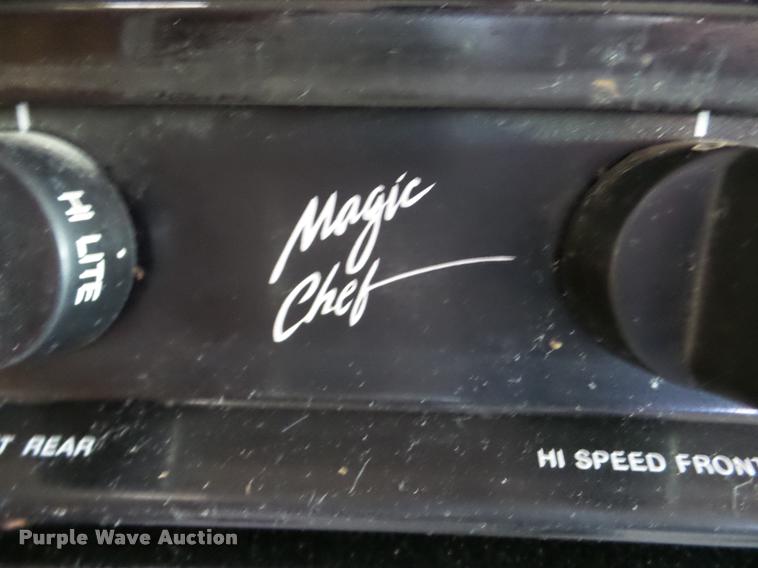 HI LITE
Magic
Chef
T REAR
HI SPEED FRONT
Purple Wave Auction